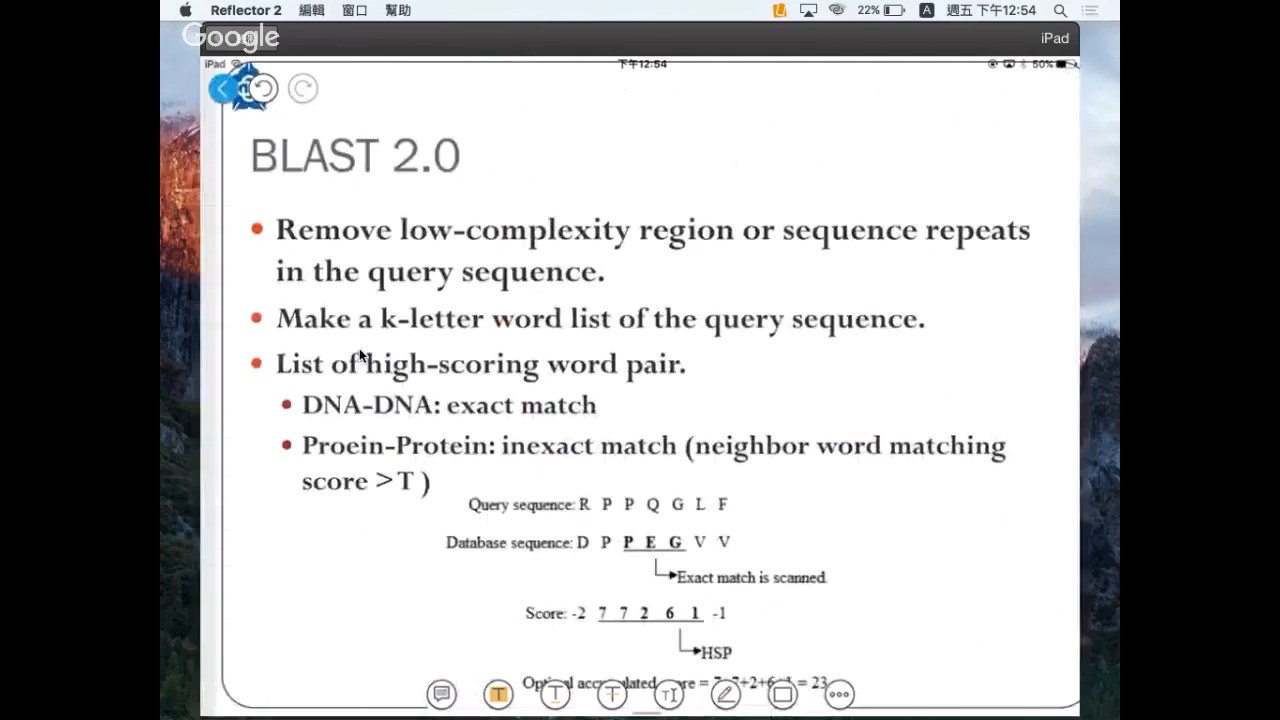 Reflector 2 編輯 窗口 幫助 22% A 週五 下午12:54
Google
iPad
iPad 下午12:54 50%
BLAST 2.0
• Remove low-complexity region or sequence repeats
in the query sequence.
• Make a k-letter word list of the query sequence.
• List of high-scoring word pair.
• DNA-DNA: exact match
• Proein-Protein: inexact match (neighbor word matching
score >T )
Query sequence: R P P Q G L F
Database sequence: D P P E G V V
Exact match is scanned
Score: -2 7 7 2 6 1 -1
HSP
= 23
T T T TI